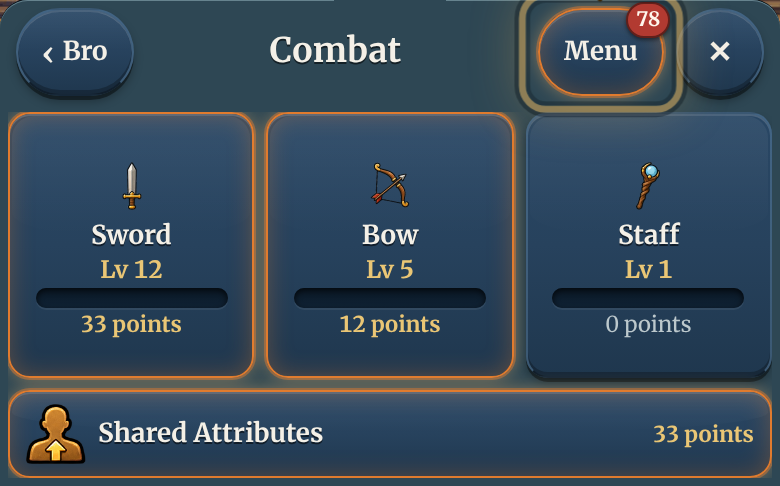 ‹ Bro
Combat
Menu
78
×
Sword
Lv 12
33 points
Bow
Lv 5
12 points
Staff
Lv 1
0 points
Shared Attributes
33 points